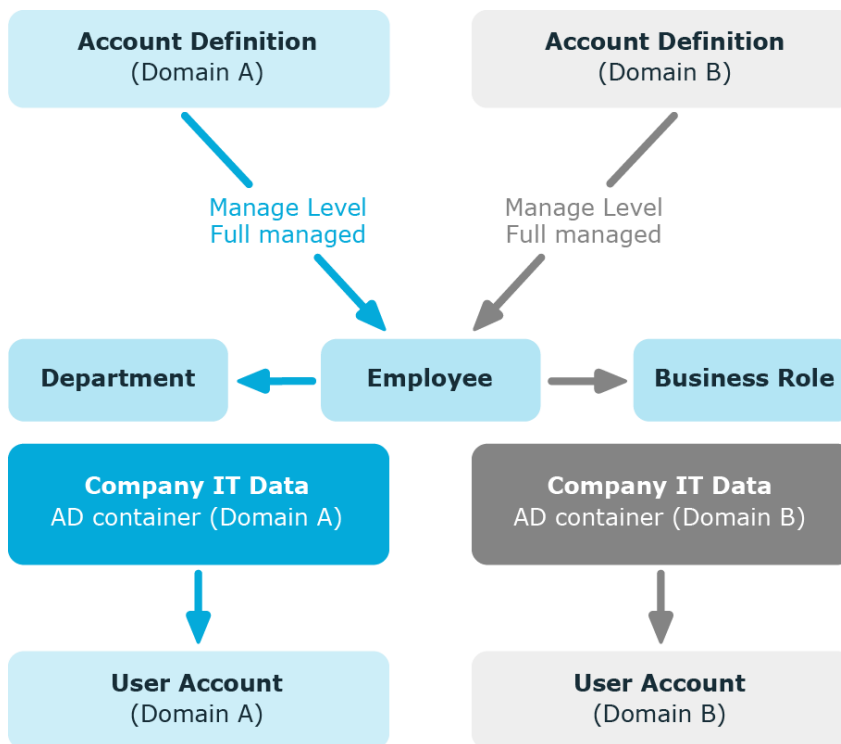 Account Definition
(Domain A)
Account Definition
(Domain B)
Manage Level
Full managed
Manage Level
Full managed
Department
Employee
Business Role
Company IT Data
AD container (Domain A)
Company IT Data
AD container (Domain B)
User Account
(Domain A)
User Account
(Domain B)